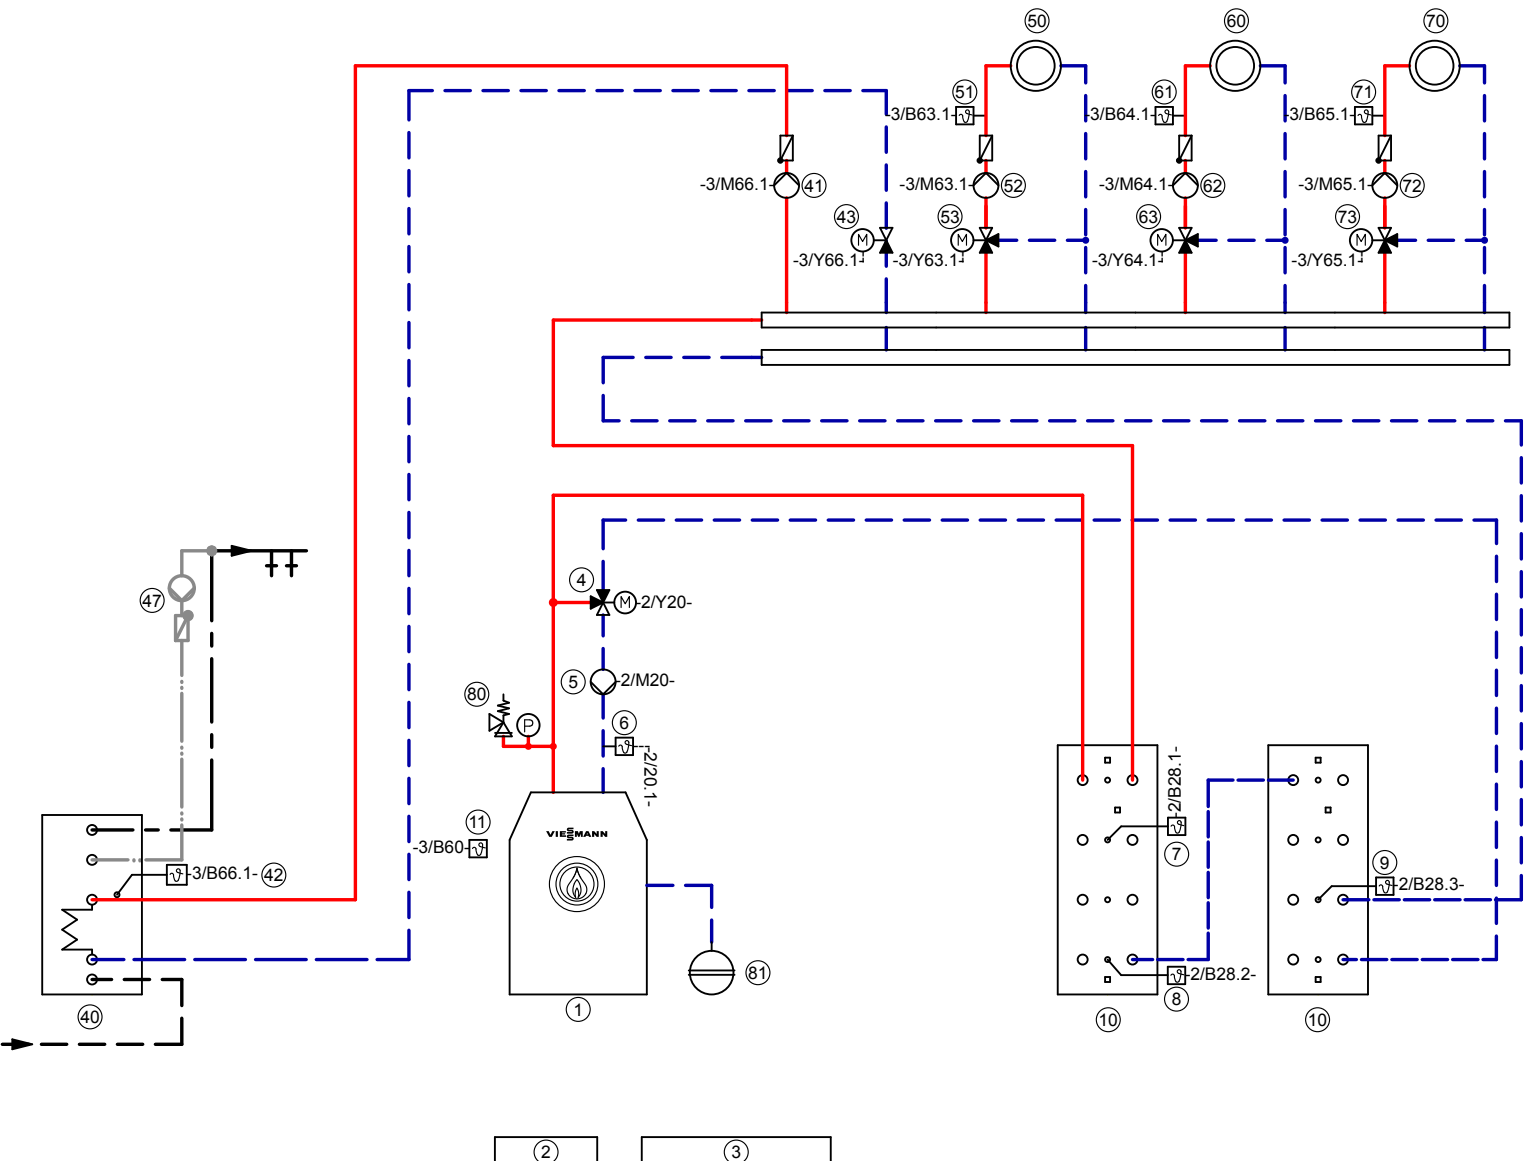 50 60 70
51 61 71
-3/B63.1- -3/B64.1- -3/B65.1-
-3/M66.1- 41 -3/M63.1- 52 -3/M64.1- 62 -3/M65.1- 72
43 53 63 73
M M M M
-3/Y66.1- -3/Y63.1- -3/Y64.1- -3/Y65.1-
4
47 M -2/Y20-
5 -2/M20-
80 6
P
-2/20.1-
-2/B28.1-
11 VIESMANN
-3/B60-
7
9
-3/B66.1- 42 -2/B28.3-
81 -2/B28.2-
8
40 1 10 10
2 3